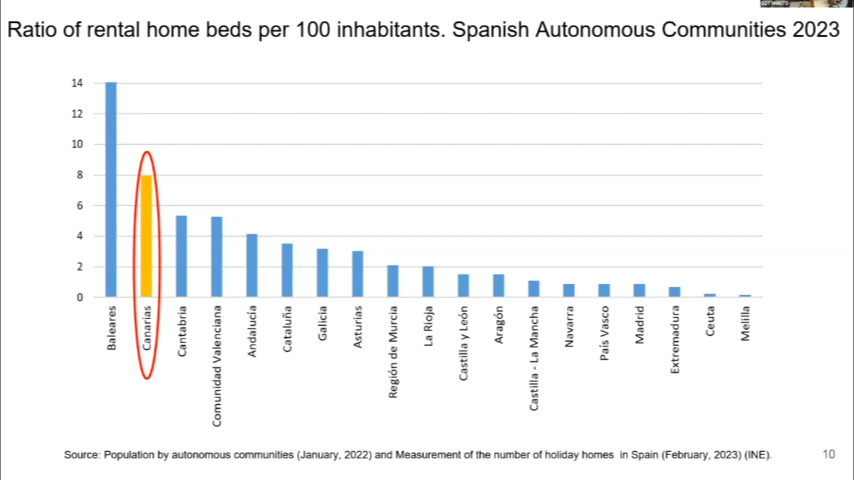 Ratio of rental home beds per 100 inhabitants. Spanish Autonomous Communities 2023
14
12
10
8
6
4
2
0
Baleares
Canarias
Cantabria
Comunidad Valenciana
Andalucía
Cataluña
Galicia
Asturias
Región de Murcia
La Rioja
Castilla y León
Aragón
Castilla - La Mancha
Navarra
País Vasco
Madrid
Extremadura
Ceuta
Melilla
Source: Population by autonomous communities (January, 2022) and Measurement of the number of holiday homes in Spain (February, 2023) (INE).
10